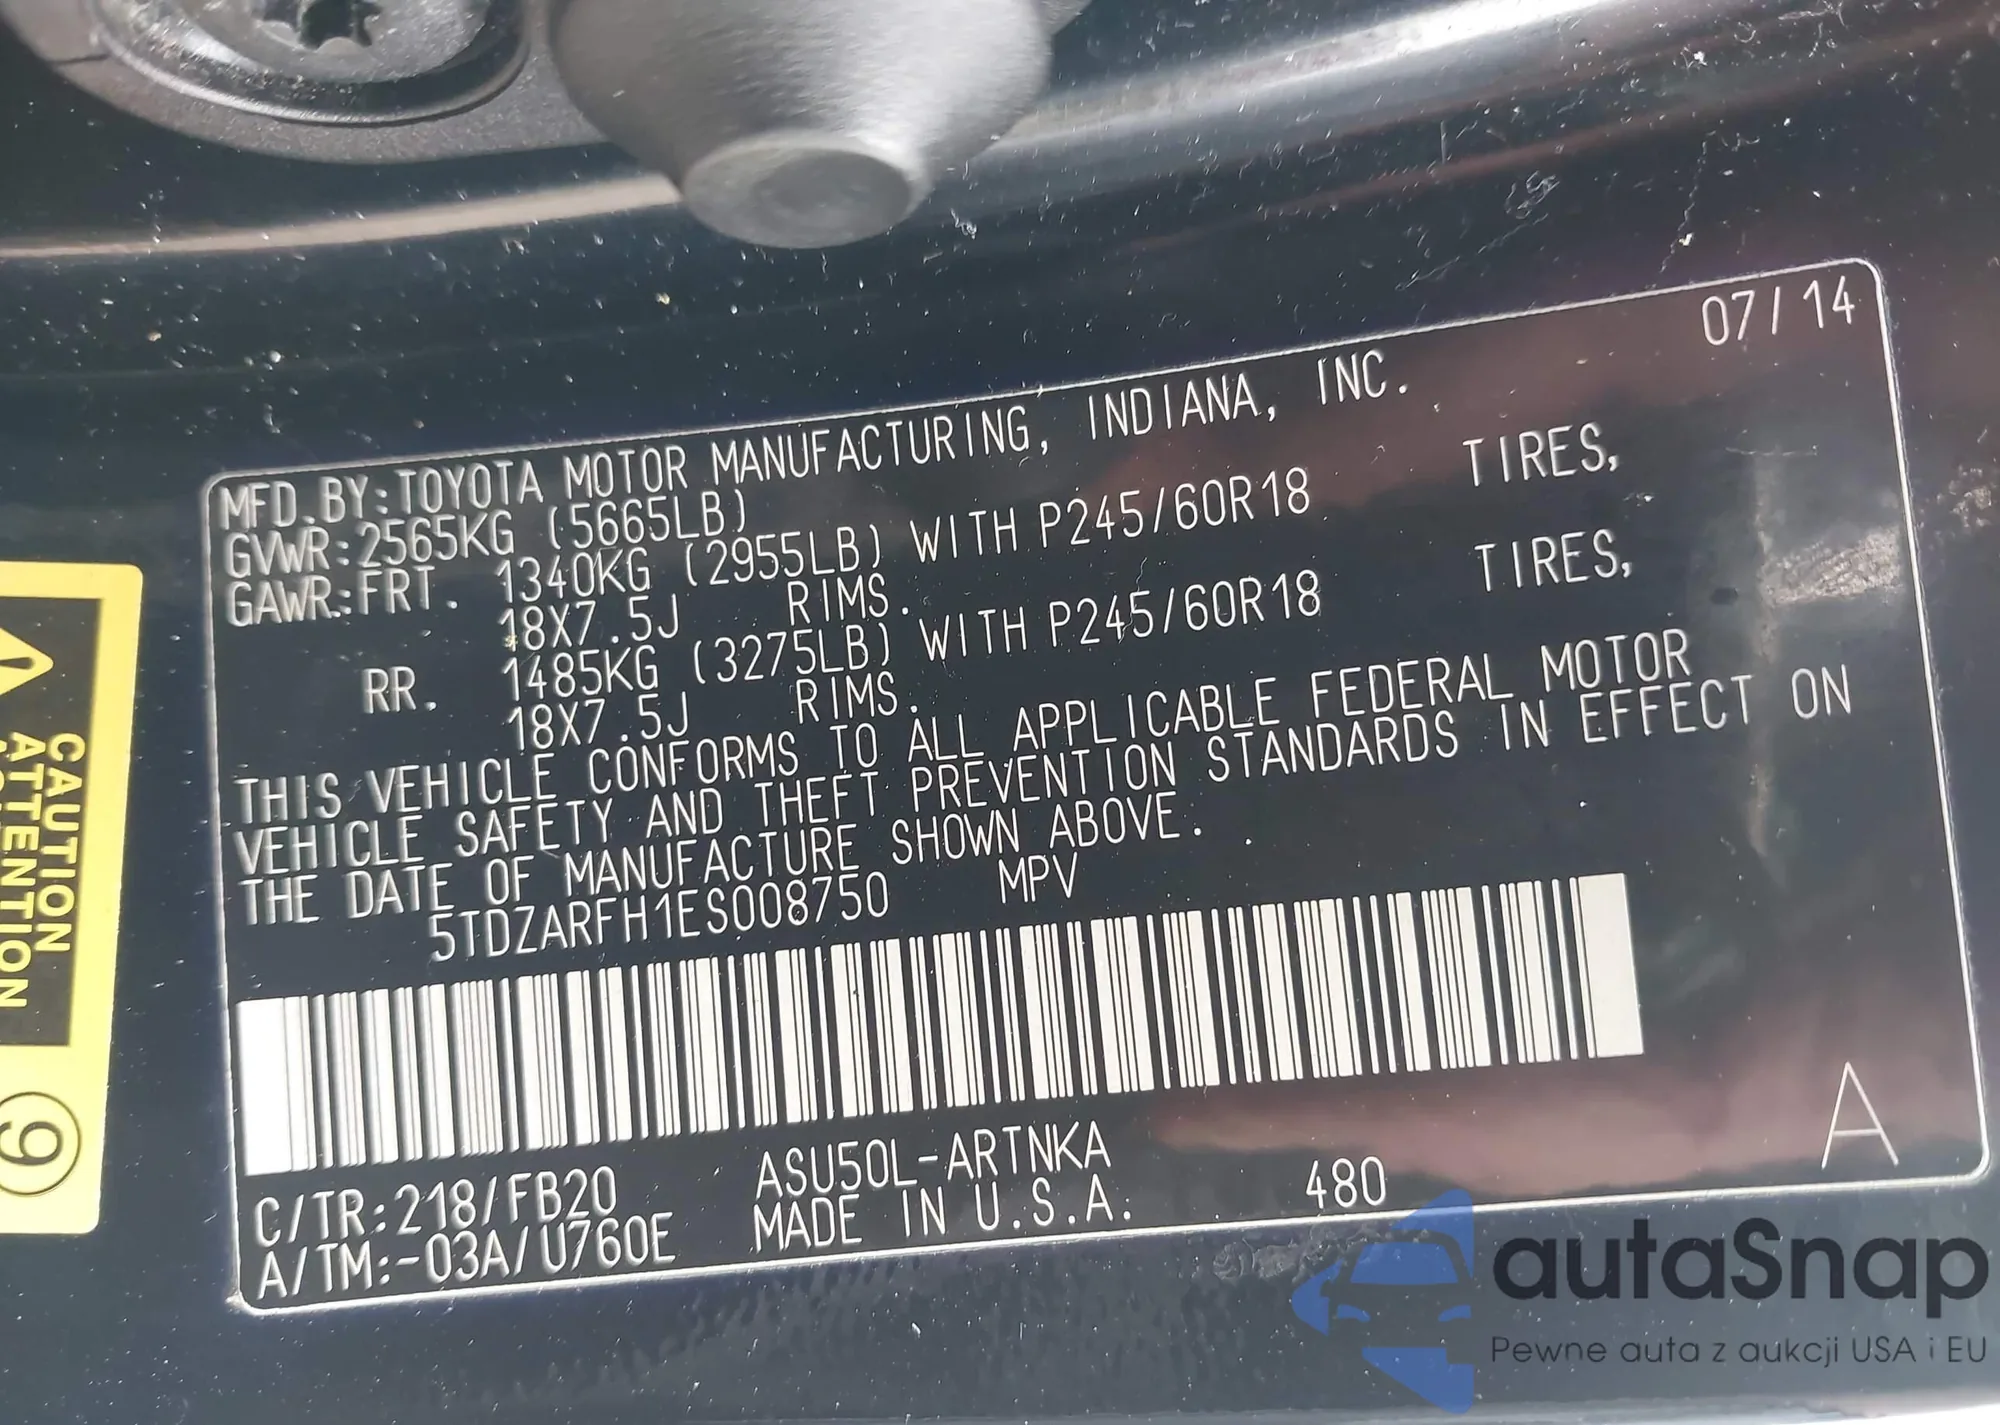 07/14
MFD. BY: TOYOTA MOTOR MANUFACTURING, INDIANA, INC.
GVWR: 2565KG (5665LB)
GAWR: FRT. 1340KG (2955LB) WITH P245/60R18 TIRES,
18X7.5J RIMS.
RR. 1485KG (3275LB) WITH P245/60R18 TIRES,
18X7.5J RIMS.
THIS VEHICLE CONFORMS TO ALL APPLICABLE FEDERAL MOTOR
VEHICLE SAFETY AND THEFT PREVENTION STANDARDS IN EFFECT ON
THE DATE OF MANUFACTURE SHOWN ABOVE.
5TDZARFH1ES008750 MPV
C/TR: 218/FB20 ASU50L-ARTNKA
A/TM:-03A/U760E MADE IN U.S.A. 480
A
CAUTION
ATTENTION
9
autaSnap
Pewne auta z aukcji USA i EU